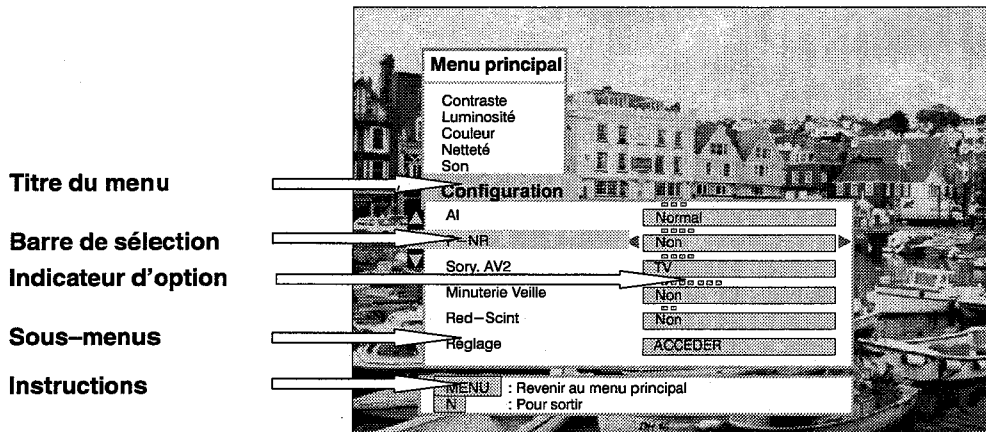 Menu principal
Contraste
Luminosité
Couleur
Netteté
Son
Titre du menu
Configuration
AI
Normal
Barre de sélection
NR
Non
Indicateur d'option
Sory. AV2
TV
Minuterie Veille
Non
Red-Scint
Non
Sous-menus
Réglage
ACCEDER
Instructions
MENU : Revenir au menu principal
N : Pour sortir